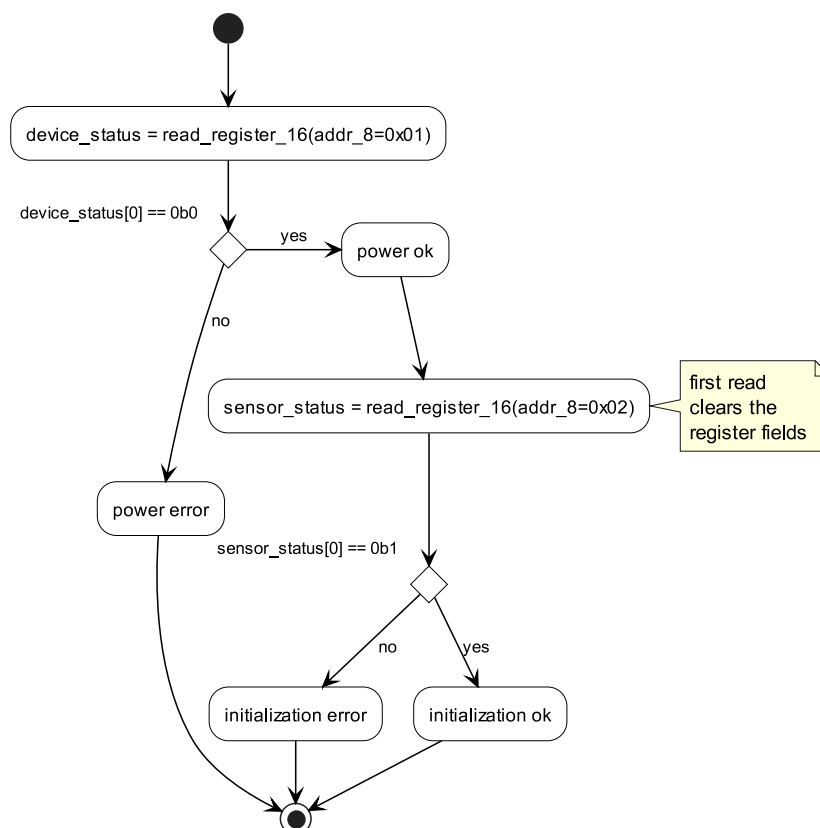 device_status = read_register_16(addr_8=0x01)
device_status[0] == 0b0
yes
power ok
no
sensor_status = read_register_16(addr_8=0x02)
first read
clears the
register fields
power error
sensor_status[0] == 0b1
no
yes
initialization error
initialization ok